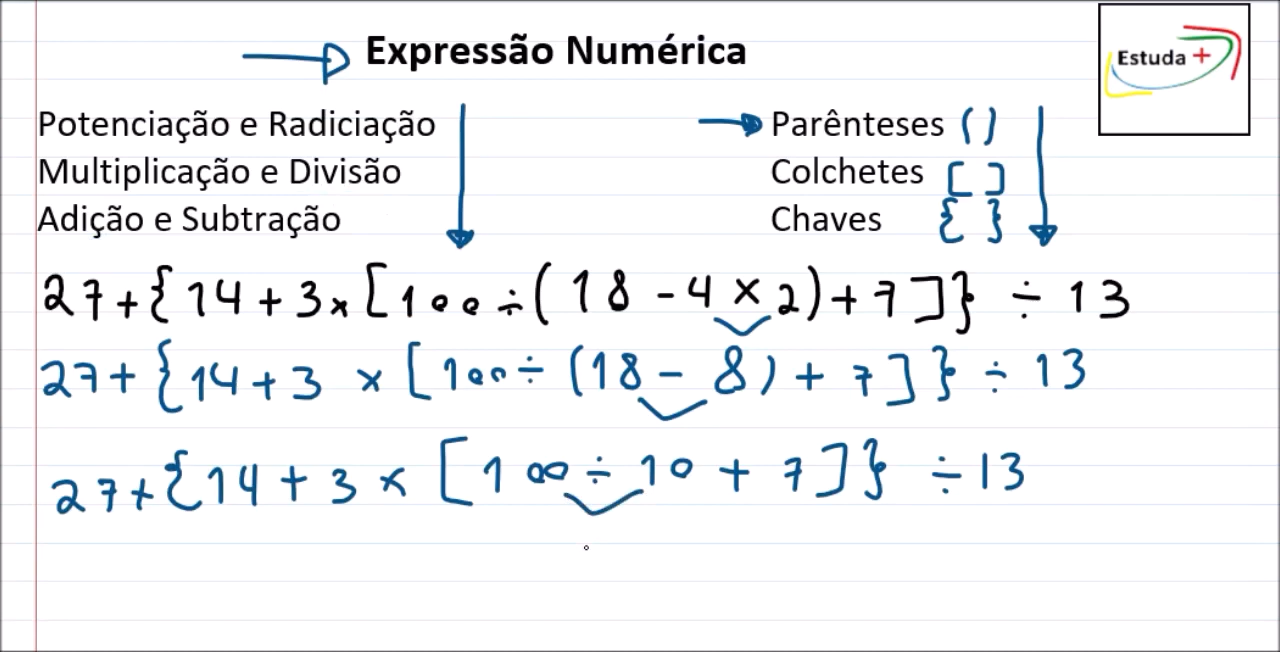 Expressão Numérica
Estuda +
Potenciação e Radiciação
Multiplicação e Divisão
Adição e Subtração
Parênteses ( )
Colchetes [ ]
Chaves { }
27+{14+3×[100÷(18-4×2)+7]}÷13
27+{14+3×[100÷(18-8)+7]}÷13
27+{14+3×[100÷10+7]}÷13